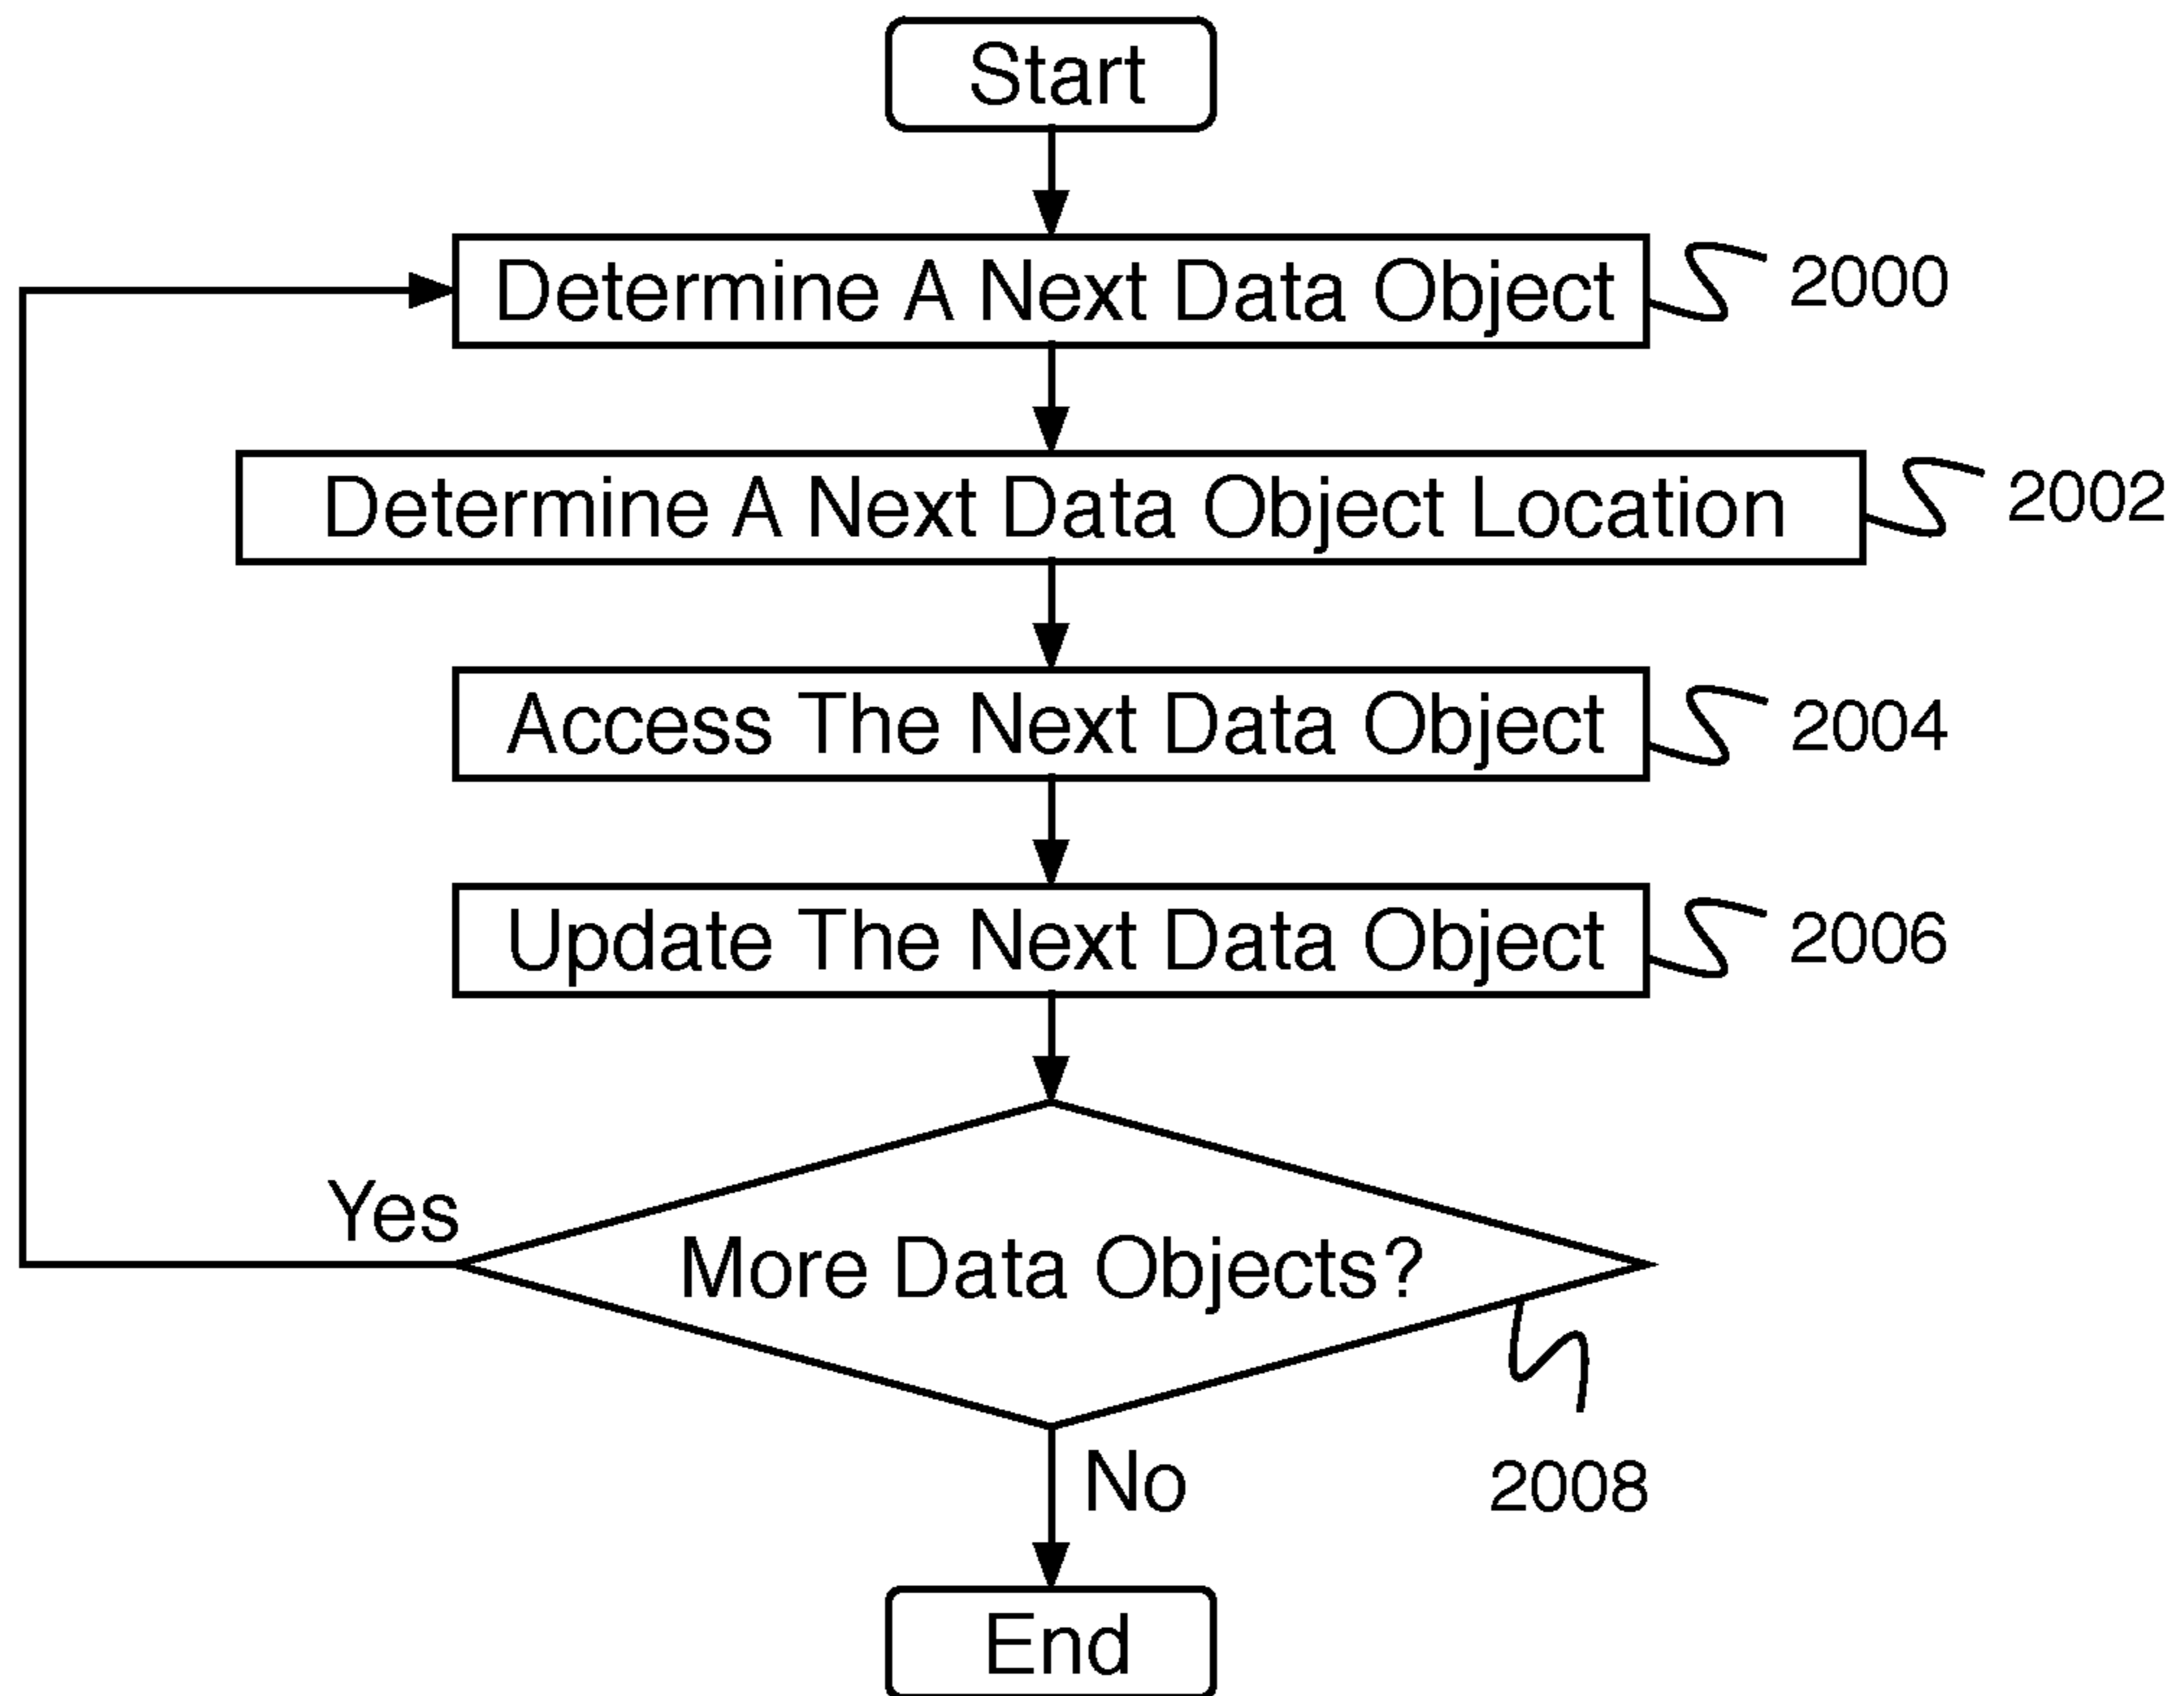 Start
Determine A Next Data Object
2000
Determine A Next Data Object Location
2002
Access The Next Data Object
2004
Update The Next Data Object
2006
Yes
More Data Objects?
No
2008
End